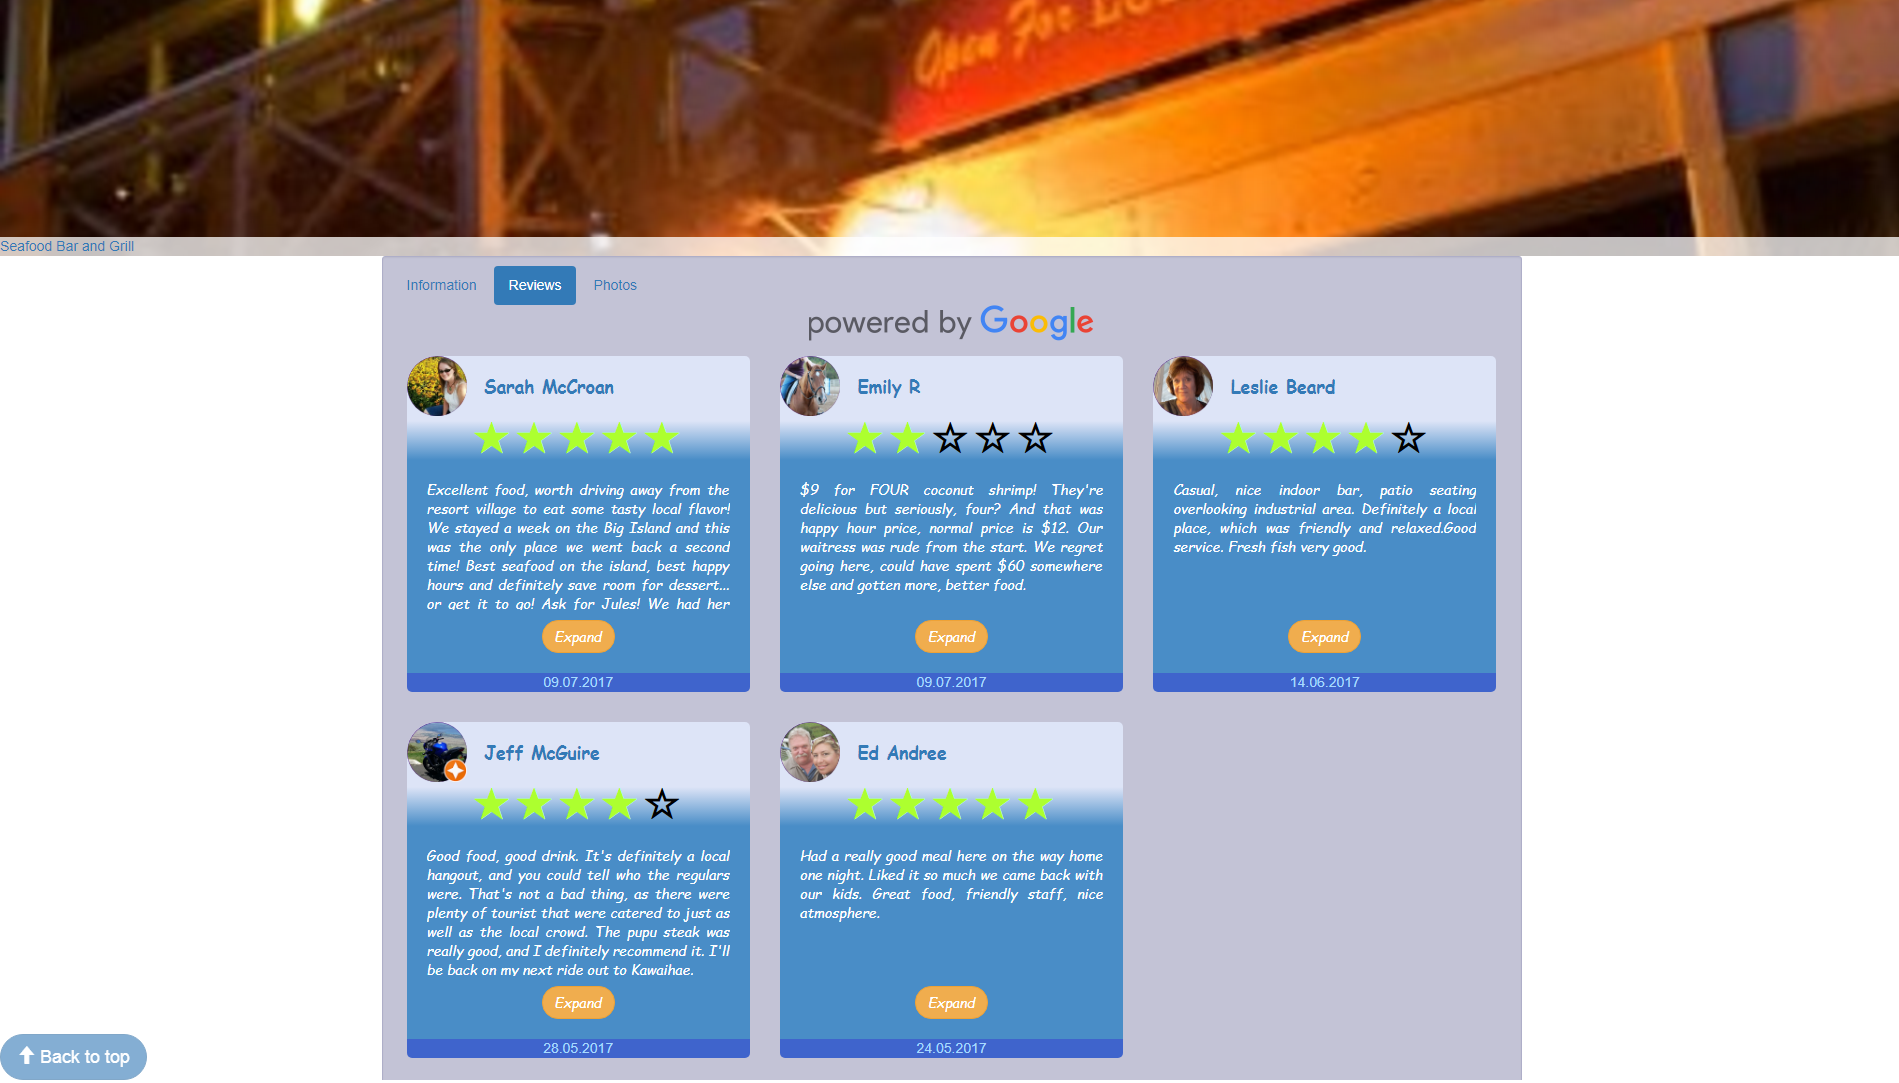 Open For
Seafood Bar and Grill
Information Reviews Photos
powered by Google
Sarah McCroan
Excellent food, worth driving away from the
resort village to eat some tasty local flavor!
We stayed a week on the Big Island and this
was the only place we went back a second
time! Best seafood on the island, best happy
hours and definitely save room for dessert...
or get it to go! Ask for Jules! We had her
Expand
09.07.2017
Emily R
$9 for FOUR coconut shrimp! They're
delicious but seriously, four? And that was
happy hour price, normal price is $12. Our
waitress was rude from the start. We regret
going here, could have spent $60 somewhere
else and gotten more, better food.
Expand
09.07.2017
Leslie Beard
Casual, nice indoor bar, patio seating
overlooking industrial area. Definitely a local
place, which was friendly and relaxed.Good
service. Fresh fish very good.
Expand
14.06.2017
Jeff McGuire
Good food, good drink. It's definitely a local
hangout, and you could tell who the regulars
were. That's not a bad thing, as there were
plenty of tourist that were catered to just as
well as the local crowd. The pupu steak was
really good, and I definitely recommend it. I'll
be back on my next ride out to Kawaihae.
Expand
28.05.2017
Ed Andree
Had a really good meal here on the way home
one night. Liked it so much we came back with
our kids. Great food, friendly staff, nice
atmosphere.
Expand
24.05.2017
Back to top